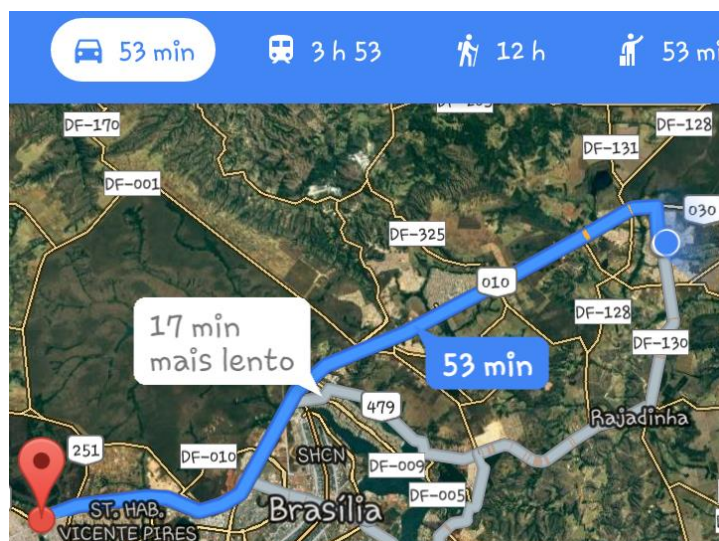 53 min
3 h 53
12 h
53 mi
DF-170
DF-203
DF-128
DF-131
DF-001
030
DF-325
010
17 min
mais lento
DF-128
DF-130
53 min
479
Rajadinha
251
DF-010
SHCN
DF-009
DF-005
Brasília
ST. HAB.
VICENTE PIRES